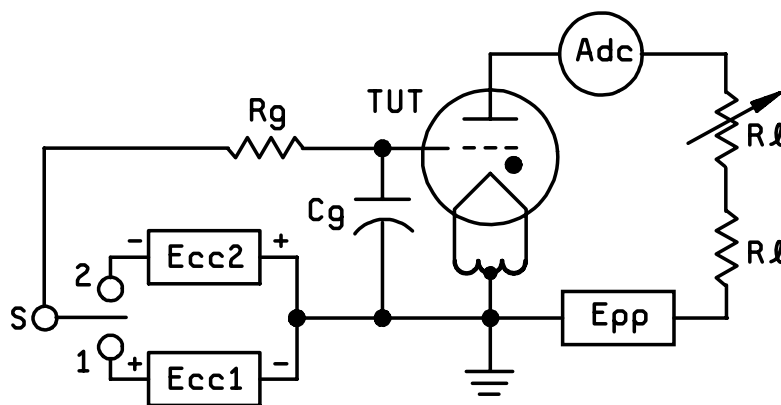 Adc
TUT
Rg
Rℓ
Cg
- Ecc2 +
2
Rℓ
S
Epp
1
+ Ecc1 -